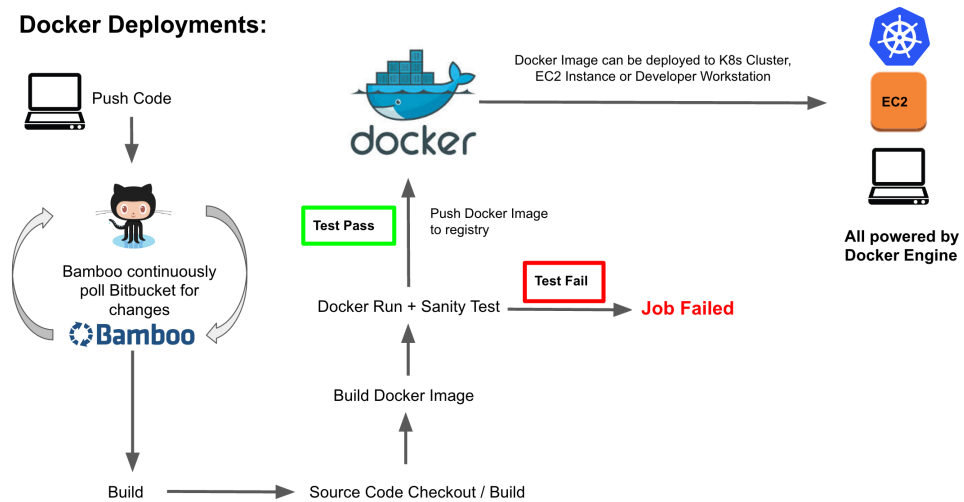 Docker Deployments:
Push Code
Bamboo continuously
poll Bitbucket for
changes
Bamboo
Build
Source Code Checkout / Build
Build Docker Image
Docker Run + Sanity Test
Test Fail
Job Failed
Test Pass
Push Docker Image
to registry
docker
Docker Image can be deployed to K8s Cluster,
EC2 Instance or Developer Workstation
EC2
All powered by
Docker Engine